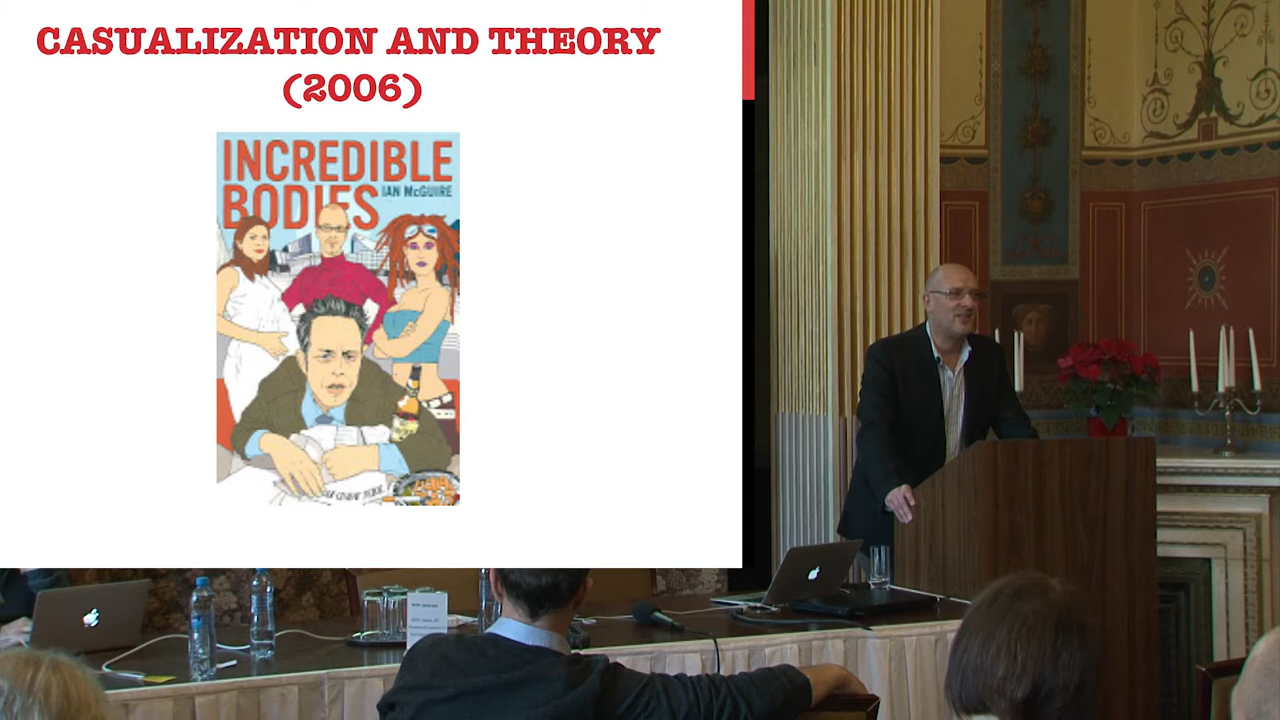 CASUALIZATION AND THEORY
(2006)
INCREDIBLE
BODIES
IAN McGUIRE